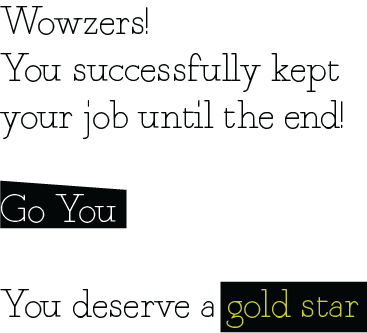 Wowzers!
You successfully kept
your job until the end!
Go You
You deserve a gold star